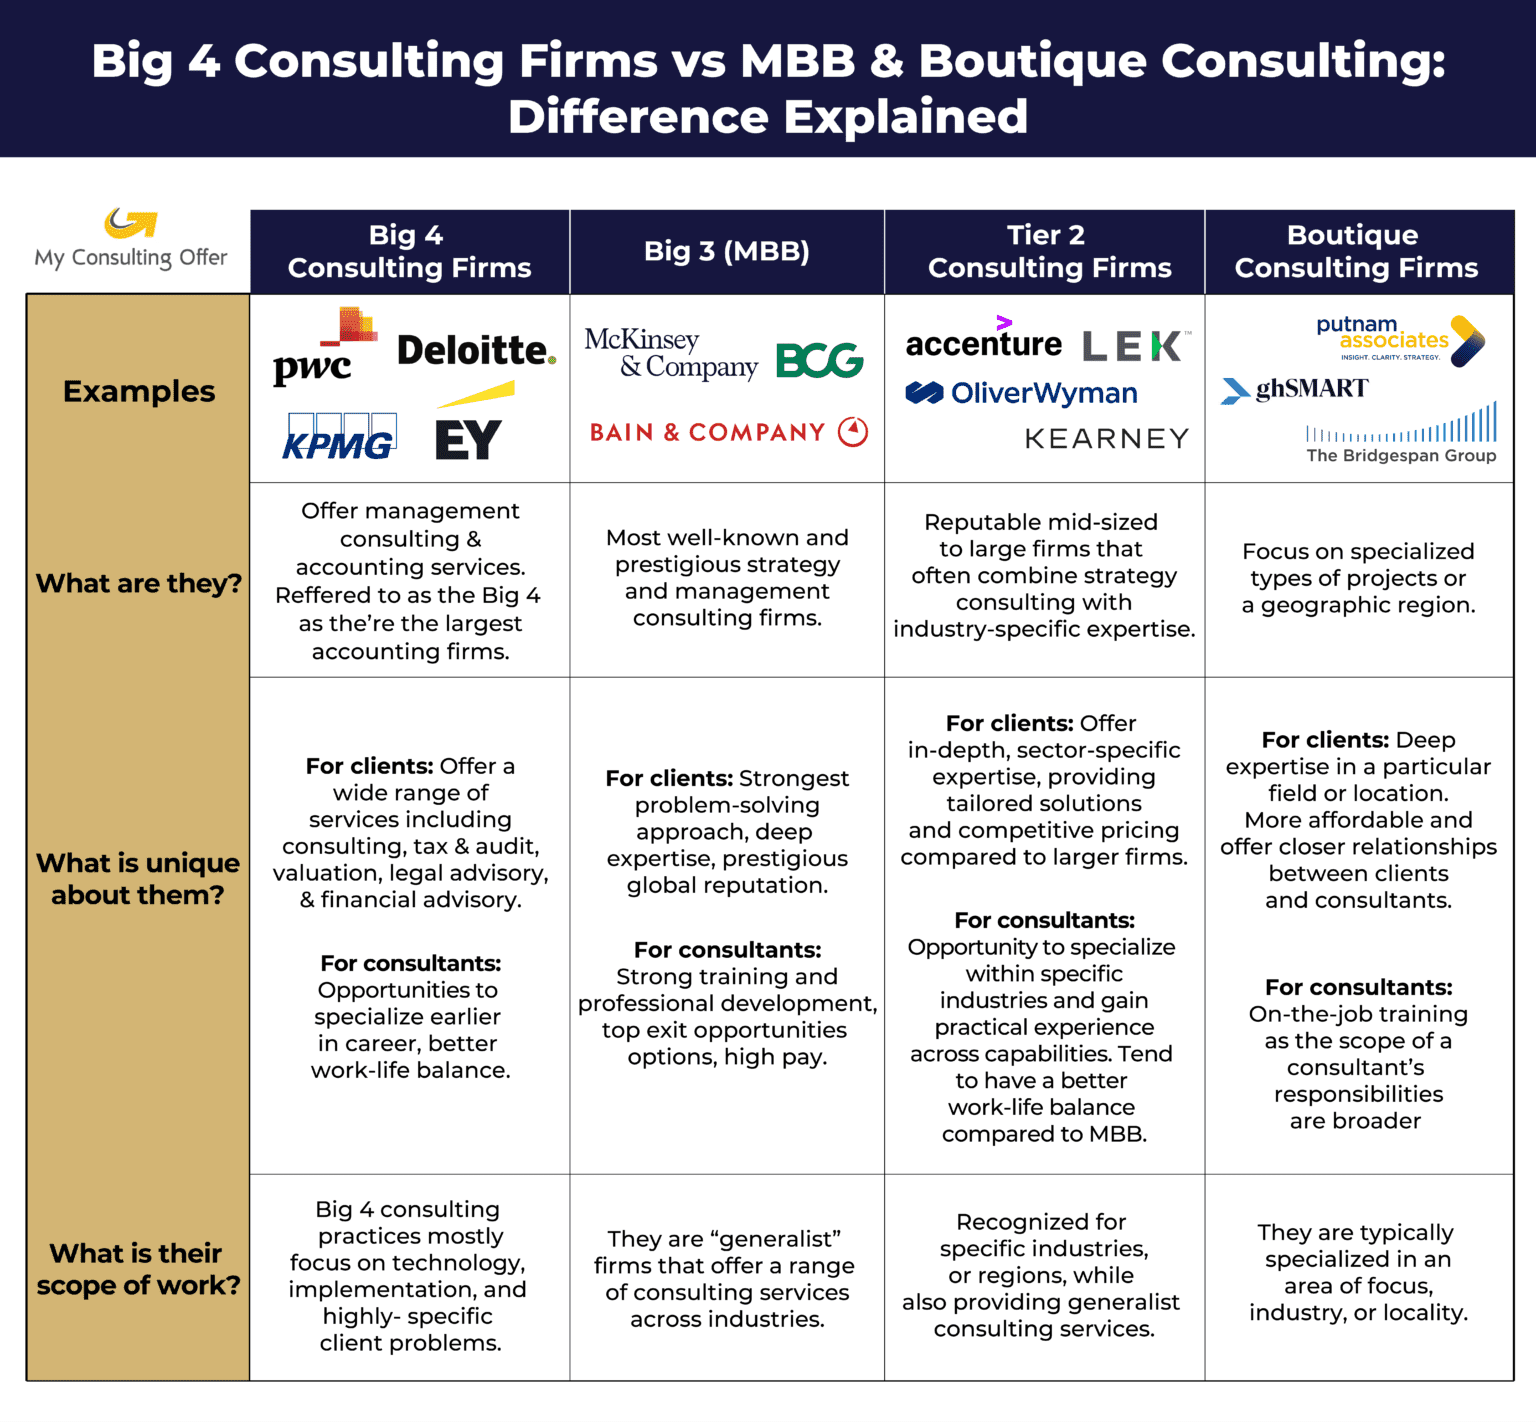 Big 4 Consulting Firms vs MBB & Boutique Consulting:
Difference Explained
My Consulting Offer
Big 4
Consulting Firms
Big 3 (MBB)
Tier 2
Consulting Firms
Boutique
Consulting Firms
Examples
pwc
Deloitte.
KPMG
EY
McKinsey
& Company
BCG
BAIN & COMPANY
>
accenture
LEK™
OliverWyman
KEARNEY
putnam
associates
INSIGHT. CLARITY. STRATEGY.
ghSMART
The Bridgespan Group
What are they?
Offer management
consulting &
accounting services.
Reffered to as the Big 4
as the're the largest
accounting firms.
Most well-known and
prestigious strategy
and management
consulting firms.
Reputable mid-sized
to large firms that
often combine strategy
consulting with
industry-specific expertise.
Focus on specialized
types of projects or
a geographic region.
What is unique
about them?
For clients: Offer a
wide range of
services including
consulting, tax & audit,
valuation, legal advisory,
& financial advisory.
For consultants:
Opportunities to
specialize earlier
in career, better
work-life balance.
For clients: Strongest
problem-solving
approach, deep
expertise, prestigious
global reputation.
For consultants:
Strong training and
professional development,
top exit opportunities
options, high pay.
For clients: Offer
in-depth, sector-specific
expertise, providing
tailored solutions
and competitive pricing
compared to larger firms.
For consultants:
Opportunity to specialize
within specific
industries and gain
practical experience
across capabilities. Tend
to have a better
work-life balance
compared to MBB.
For clients: Deep
expertise in a particular
field or location.
More affordable and
offer closer relationships
between clients
and consultants.
For consultants:
On-the-job training
as the scope of a
consultant's
responsibilities
are broader
What is their
scope of work?
Big 4 consulting
practices mostly
focus on technology,
implementation, and
highly- specific
client problems.
They are “generalist”
firms that offer a range
of consulting services
across industries.
Recognized for
specific industries,
or regions, while
also providing generalist
consulting services.
They are typically
specialized in an
area of focus,
industry, or locality.